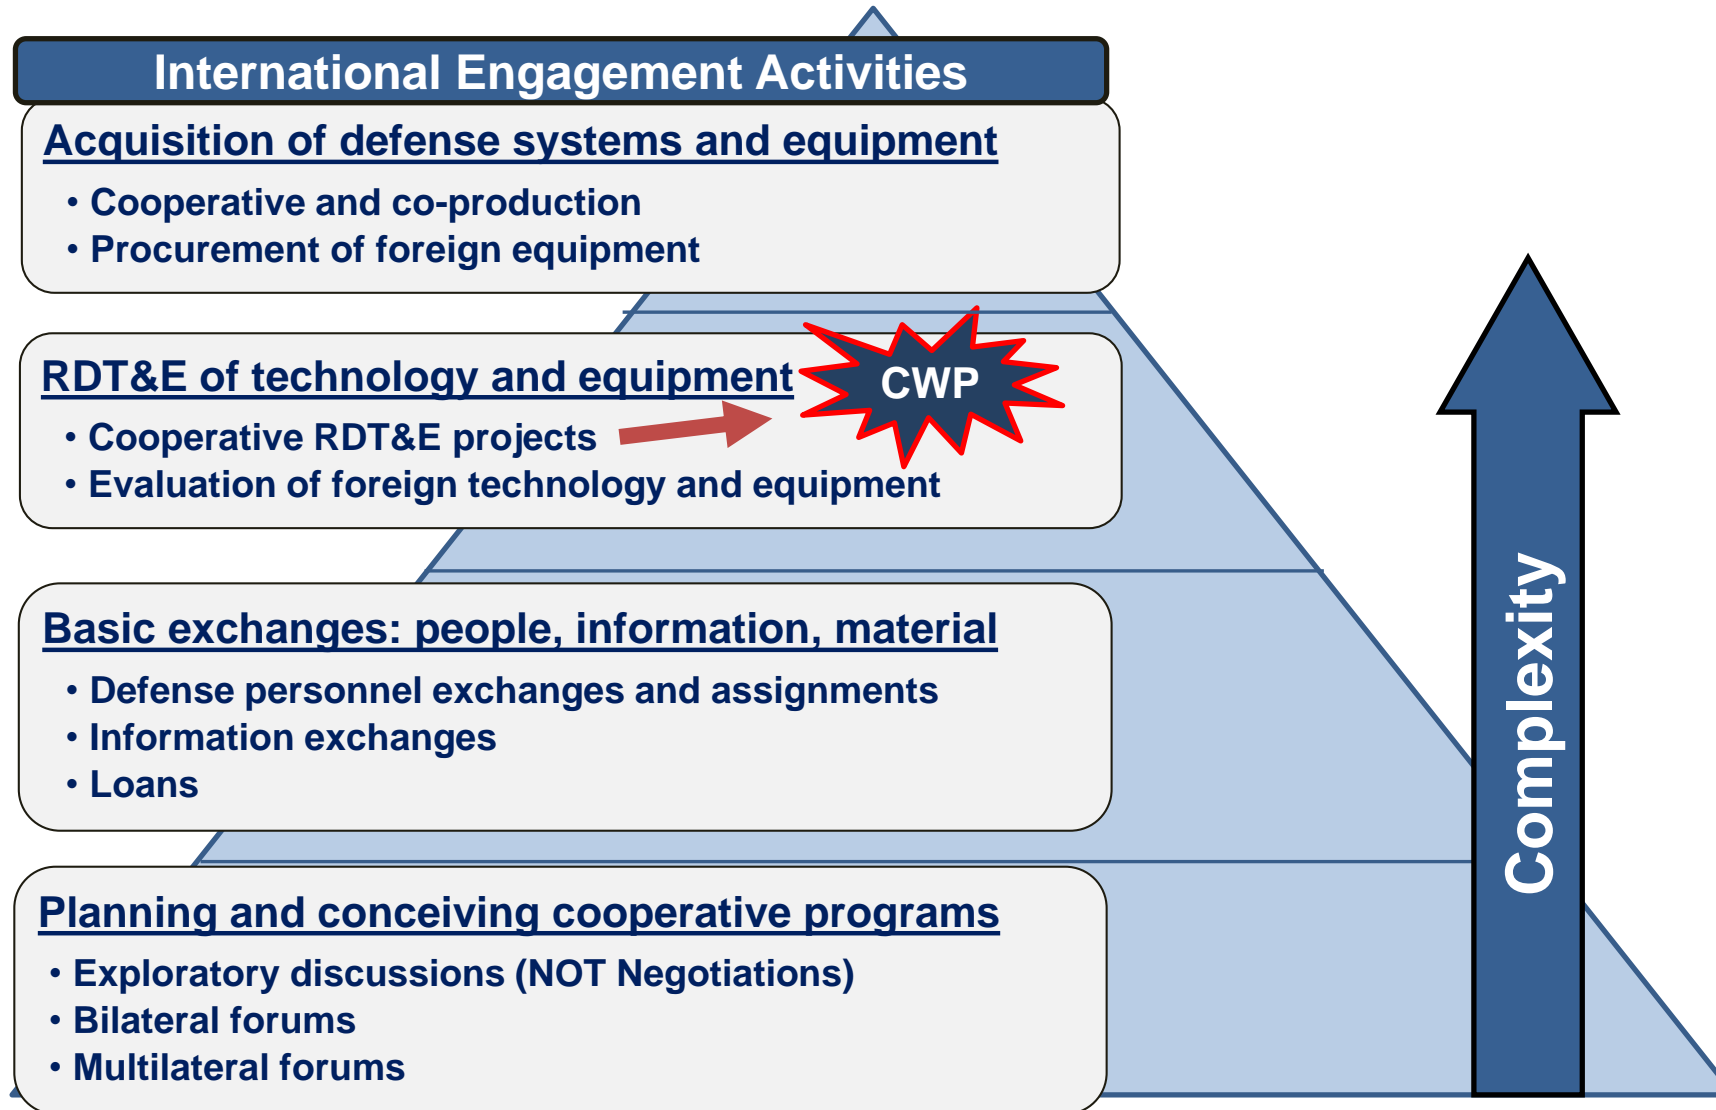 International Engagement Activities
Acquisition of defense systems and equipment
• Cooperative and co-production
• Procurement of foreign equipment
RDT&E of technology and equipment
CWP
• Cooperative RDT&E projects
• Evaluation of foreign technology and equipment
Basic exchanges: people, information, material
• Defense personnel exchanges and assignments
• Information exchanges
• Loans
Planning and conceiving cooperative programs
• Exploratory discussions (NOT Negotiations)
• Bilateral forums
• Multilateral forums
Complexity